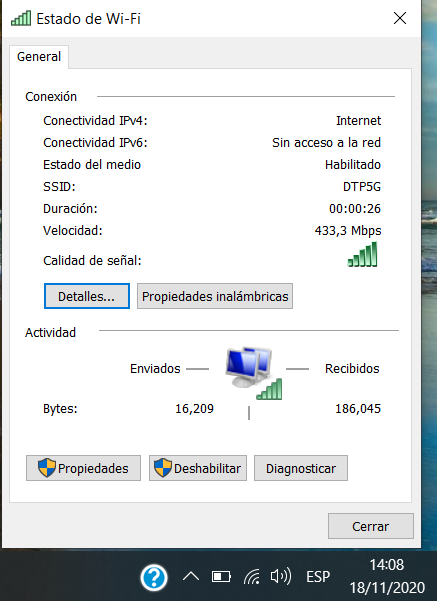 Estado de Wi-Fi
General
Conexión
Conectividad IPv4: Internet
Conectividad IPv6: Sin acceso a la red
Estado del medio Habilitado
SSID: DTP5G
Duración: 00:00:26
Velocidad: 433,3 Mbps
Calidad de señal:
Detalles... Propiedades inalámbricas
Actividad
Enviados Recibidos
Bytes: 16,209 186,045
Propiedades Deshabilitar Diagnosticar
Cerrar
? ESP 14:08
18/11/2020